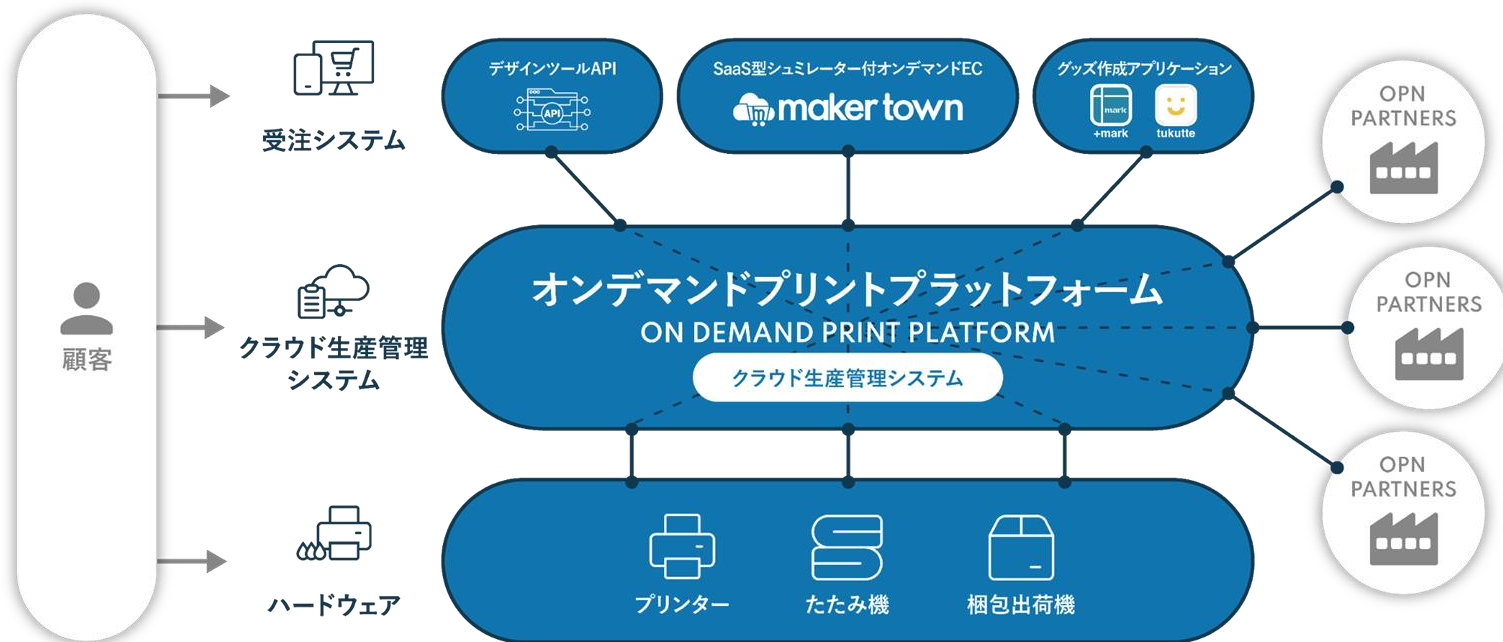 顧客
受注システム
デザインツールAPI
API
SaaS型シュミレーター付オンデマンドEC
maker town
グッズ作成アプリケーション
mark
+mark
tukutte
クラウド生産管理
システム
オンデマンドプリントプラットフォーム
ON DEMAND PRINT PLATFORM
クラウド生産管理システム
ハードウェア
プリンター
たたみ機
梱包出荷機
OPN
PARTNERS
OPN
PARTNERS
OPN
PARTNERS